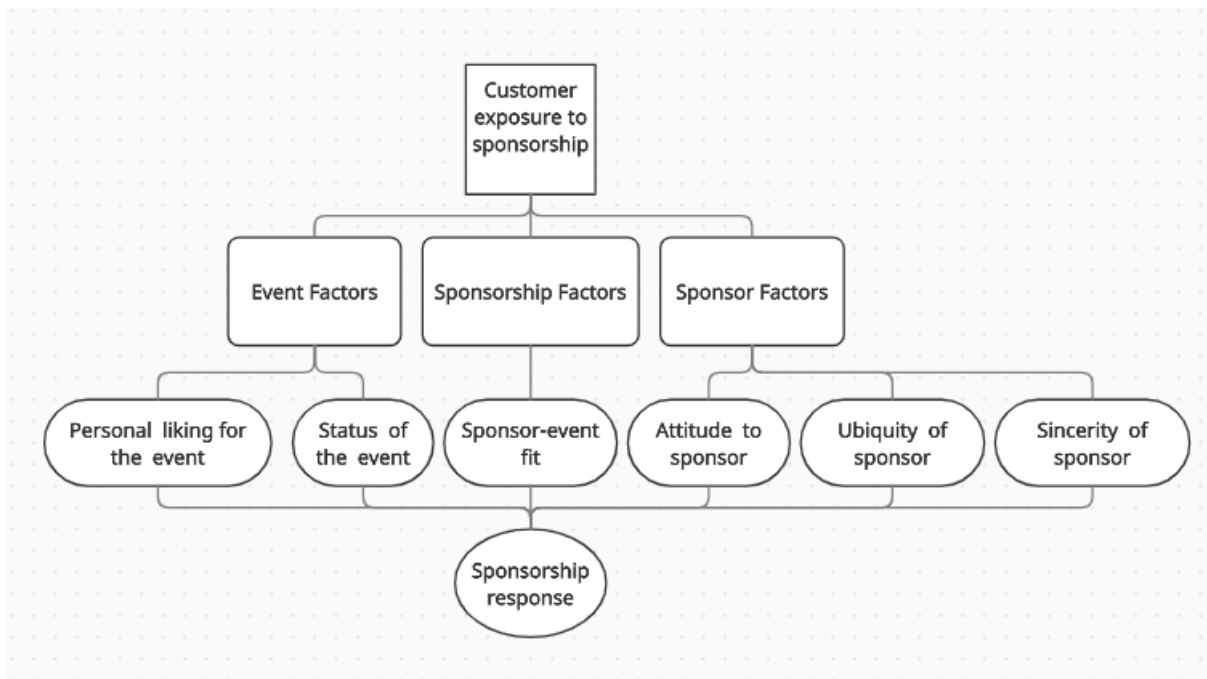 Customer
exposure to
sponsorship
Event Factors
Sponsorship Factors
Sponsor Factors
Personal liking for
the event
Status of
the event
Sponsor-event
fit
Attitude to
sponsor
Ubiquity of
sponsor
Sincerity of
sponsor
Sponsorship
response